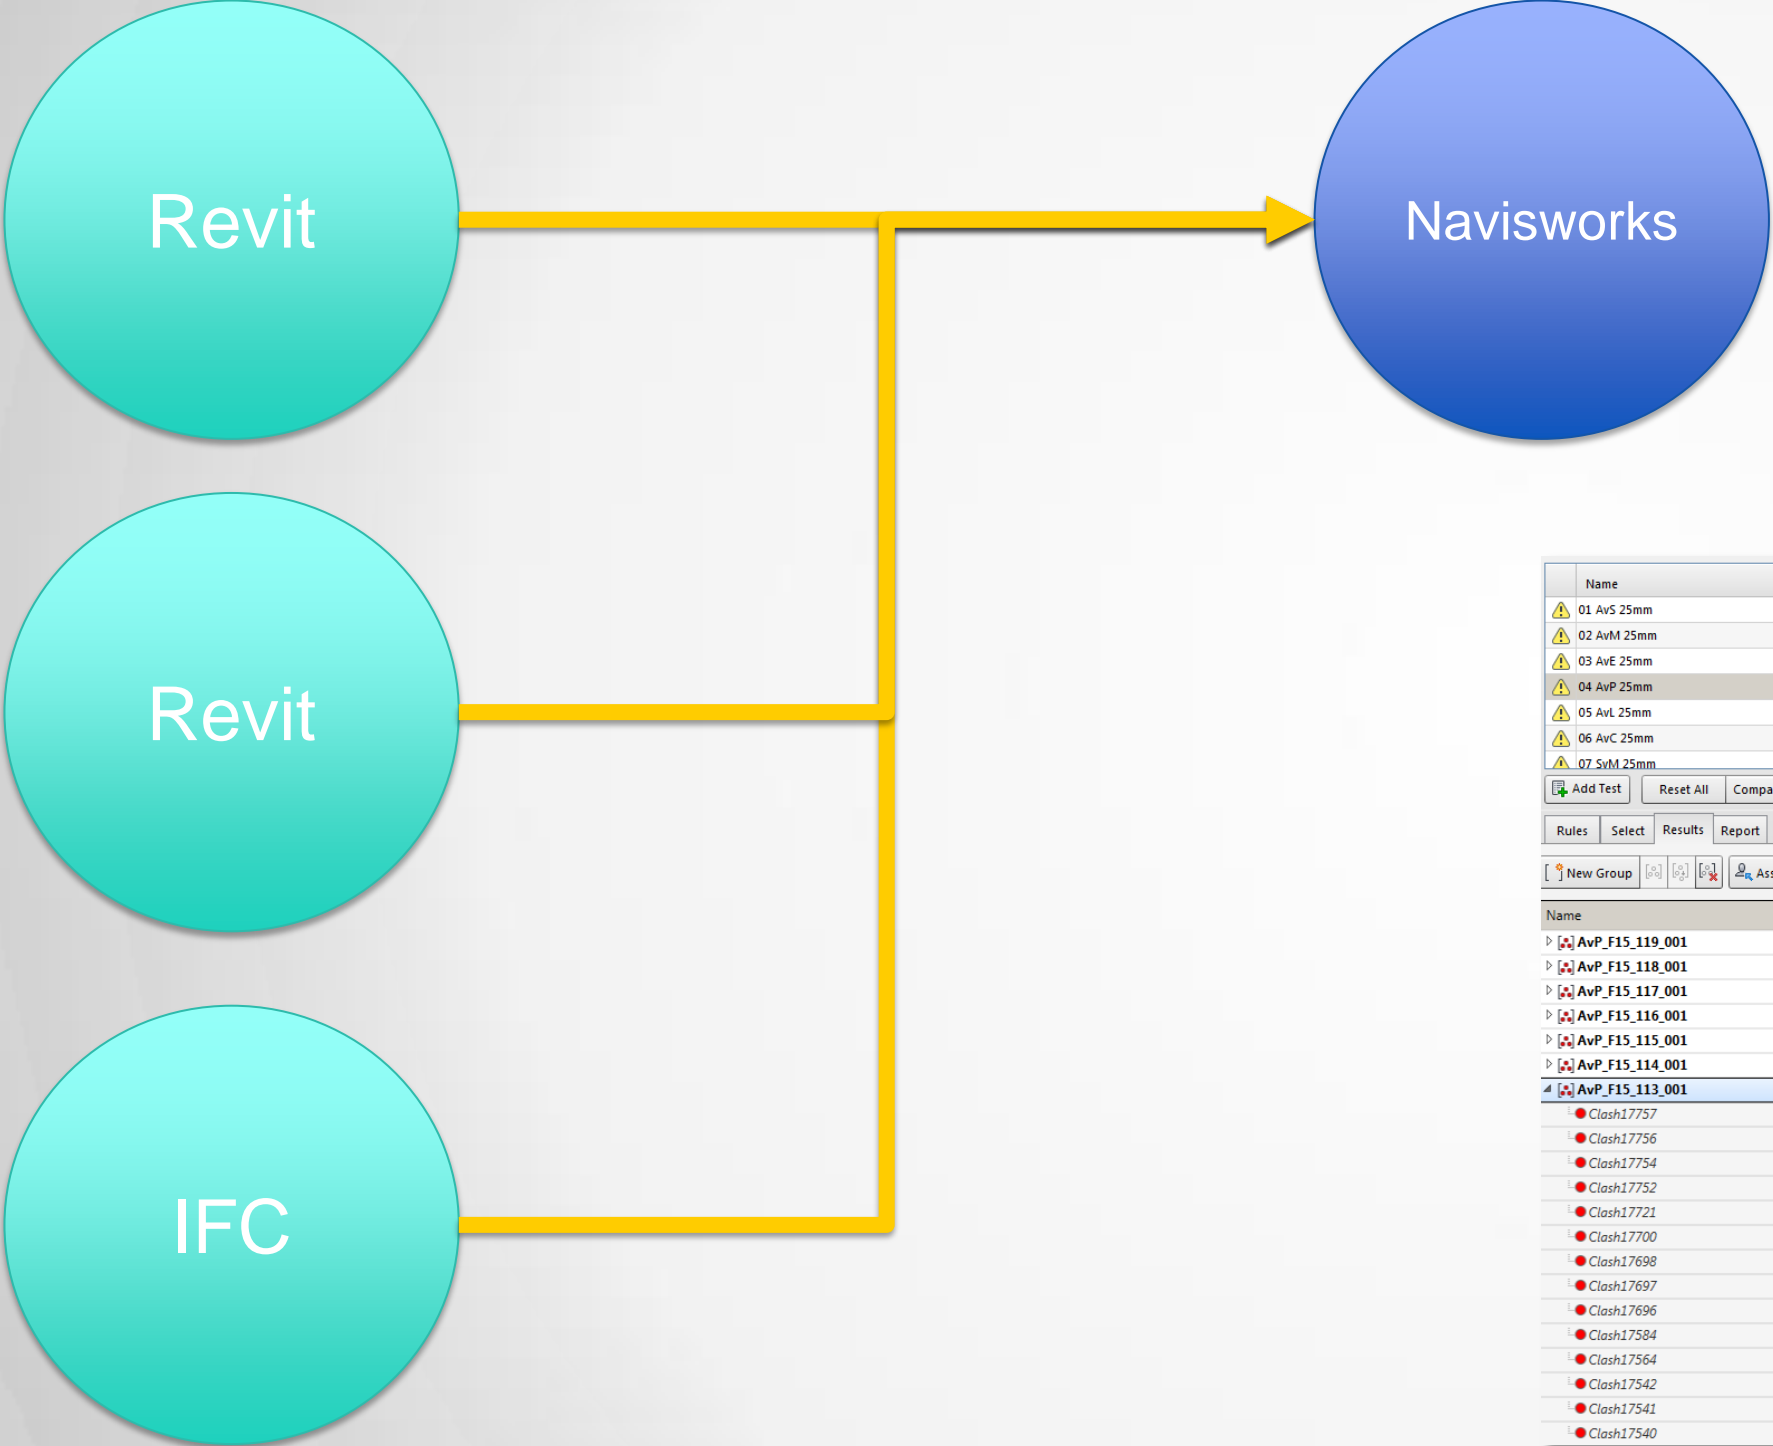 Revit
Navisworks
Revit
IFC
Name
01 AvS 25mm
02 AvM 25mm
03 AvE 25mm
04 AvP 25mm
05 AvL 25mm
06 AvC 25mm
07 SvM 25mm
Add Test Reset All Compa
Rules Select Results Report
New Group Ass
Name
AvP_F15_119_001
AvP_F15_118_001
AvP_F15_117_001
AvP_F15_116_001
AvP_F15_115_001
AvP_F15_114_001
AvP_F15_113_001
Clash17757
Clash17756
Clash17754
Clash17752
Clash17721
Clash17700
Clash17698
Clash17697
Clash17696
Clash17584
Clash17564
Clash17542
Clash17541
Clash17540